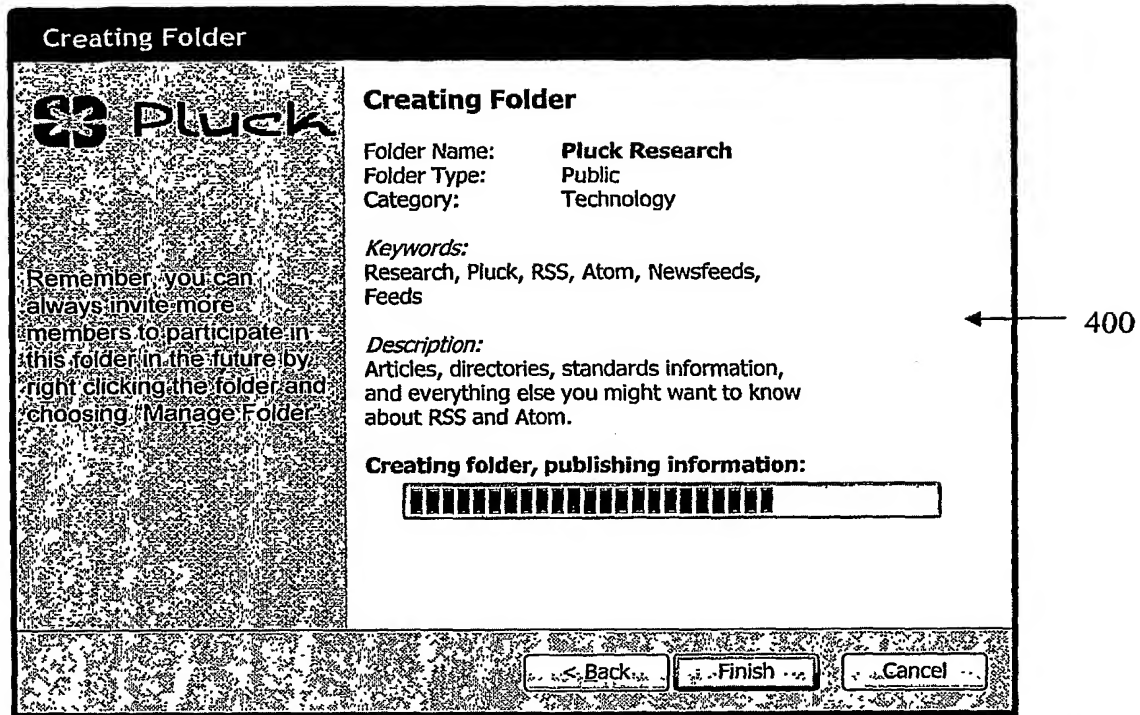 Creating Folder
Pluck
Remember, you can
always invite more
members to participate in
this folder in the future by
right clicking the folder and
choosing "Manage Folder"
Creating Folder
Folder Name: Pluck Research
Folder Type: Public
Category: Technology
Keywords:
Research, Pluck, RSS, Atom, Newsfeeds,
Feeds
Description:
Articles, directories, standards information,
and everything else you might want to know
about RSS and Atom.
Creating folder, publishing information:
< Back
Finish
Cancel
400